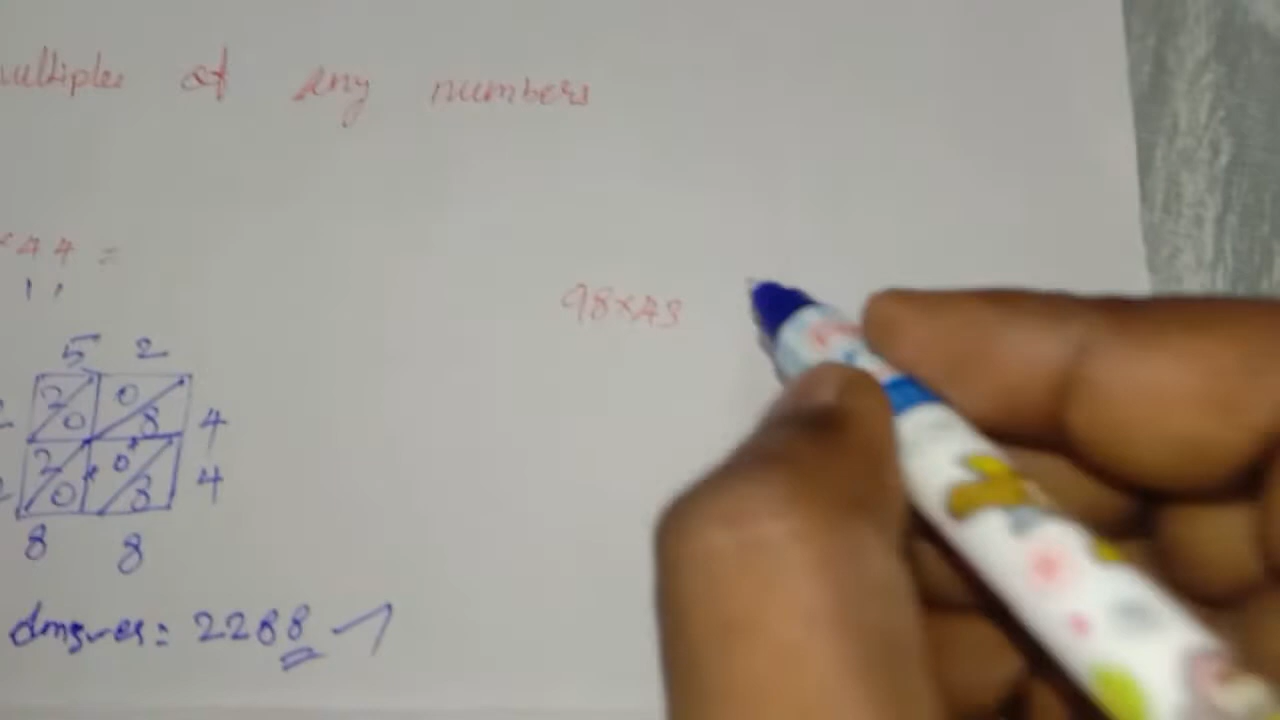 multiples of any numbers
×44 =
98×43
5 2
2 0 0 8 4
2 0 0 8 4
8 8
Answer = 2288